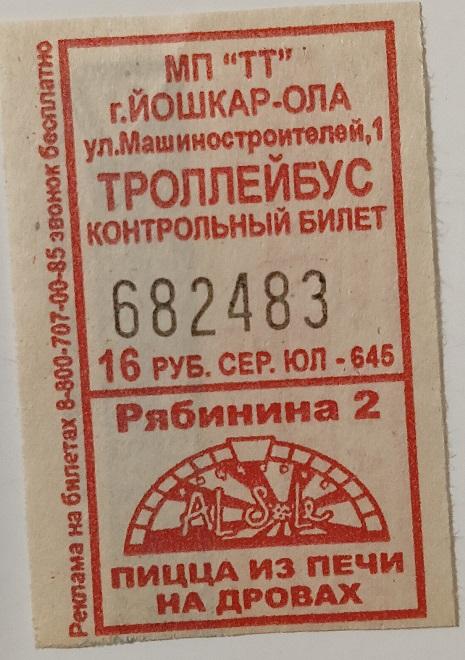 МП "ТТ"
г.ЙОШКАР-ОЛА
ул.Машиностроителей,1
ТРОЛЛЕЙБУС
КОНТРОЛЬНЫЙ БИЛЕТ
682483
16 РУБ. СЕР. ЮЛ - 645
Рябинина 2
AL SoLe
ПИЦЦА ИЗ ПЕЧИ
НА ДРОВАХ
Реклама на билетах 8-800-707-00-85 звонок бесплатно